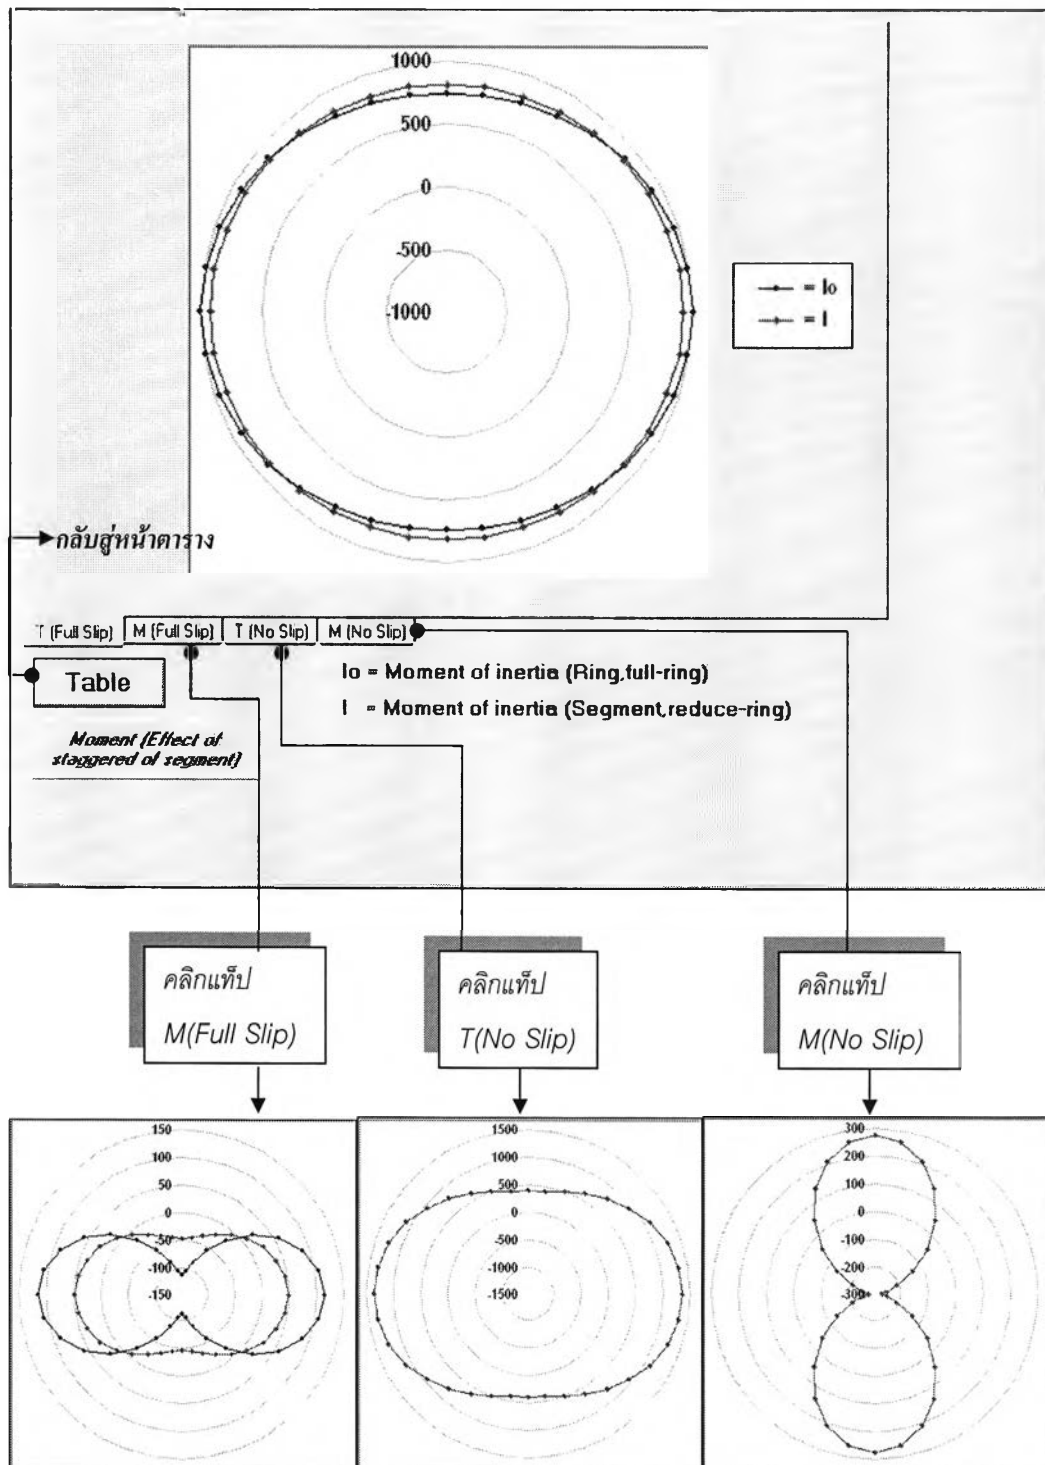 1000
500
0
-500
-1000
= Io
= I
กลับสู่หน้าตาราง
T (Full Slip) M (Full Slip) T (No Slip) M (No Slip)
Table
Io = Moment of inertia (Ring,full-ring)
I = Moment of inertia (Segment,reduce-ring)
Moment (Effect of
staggered of segment)
คลิกแท็ป
M(Full Slip)
คลิกแท็ป
T(No Slip)
คลิกแท็ป
M(No Slip)
150
100
50
0
-50
-100
-150
1500
1000
500
0
-500
-1000
-1500
300
200
100
0
-100
-200
-300